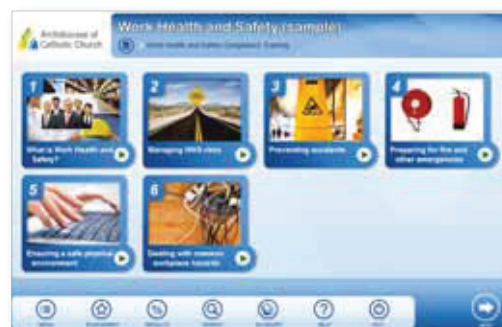 Work Health and Safety (sample)
Archdiocese of
Catholic Church
Work Health and Safety Compliance Training
1
What is Work Health and
Safety?
2
Managing WHS risks
3
Preventing accidents
4
Preparing for fire and
other emergencies
5
Ensuring a safe physical
environment
6
Dealing with common
workplace hazards